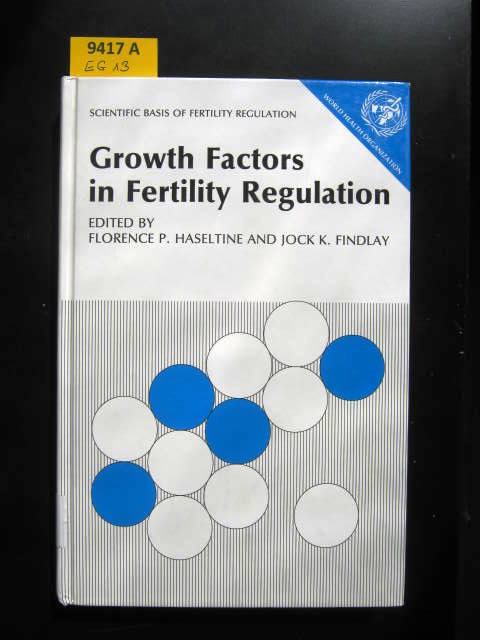 9417 A
EG 13
WORLD HEALTH ORGANIZATION
SCIENTIFIC BASIS OF FERTILITY REGULATION
Growth Factors
in Fertility Regulation
EDITED BY
FLORENCE P. HASELTINE AND JOCK K. FINDLAY